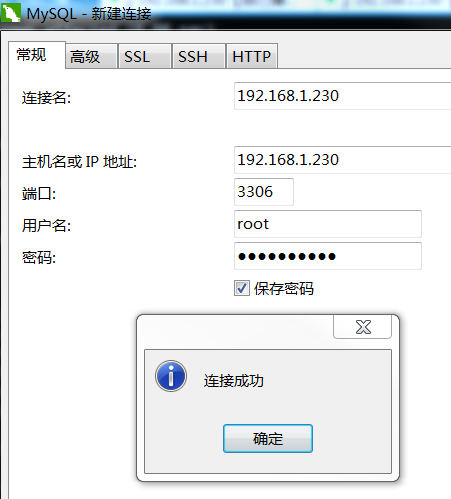 MySQL - 新建连接
常规 高级 SSL SSH HTTP
连接名: 192.168.1.230
主机名或 IP 地址: 192.168.1.230
端口: 3306
用户名: root
密码: ●●●●●●●●●●
保存密码
连接成功
确定